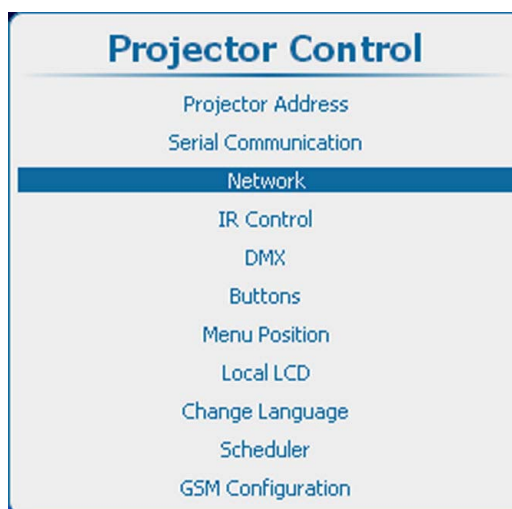 Projector Control
Projector Address
Serial Communication
Network
IR Control
DMX
Buttons
Menu Position
Local LCD
Change Language
Scheduler
GSM Configuration